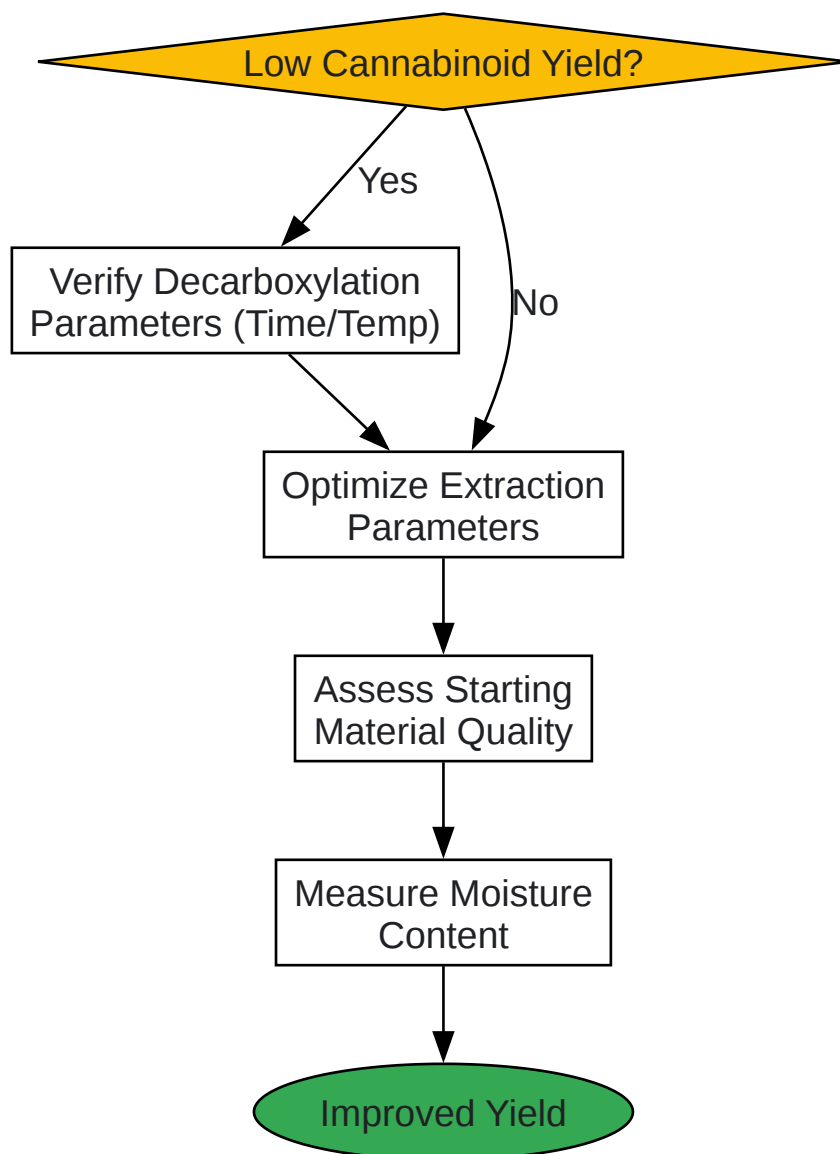 Low Cannabinoid Yield?
Yes
Verify Decarboxylation
Parameters (Time/Temp)
No
Optimize Extraction
Parameters
Assess Starting
Material Quality
Measure Moisture
Content
Improved Yield